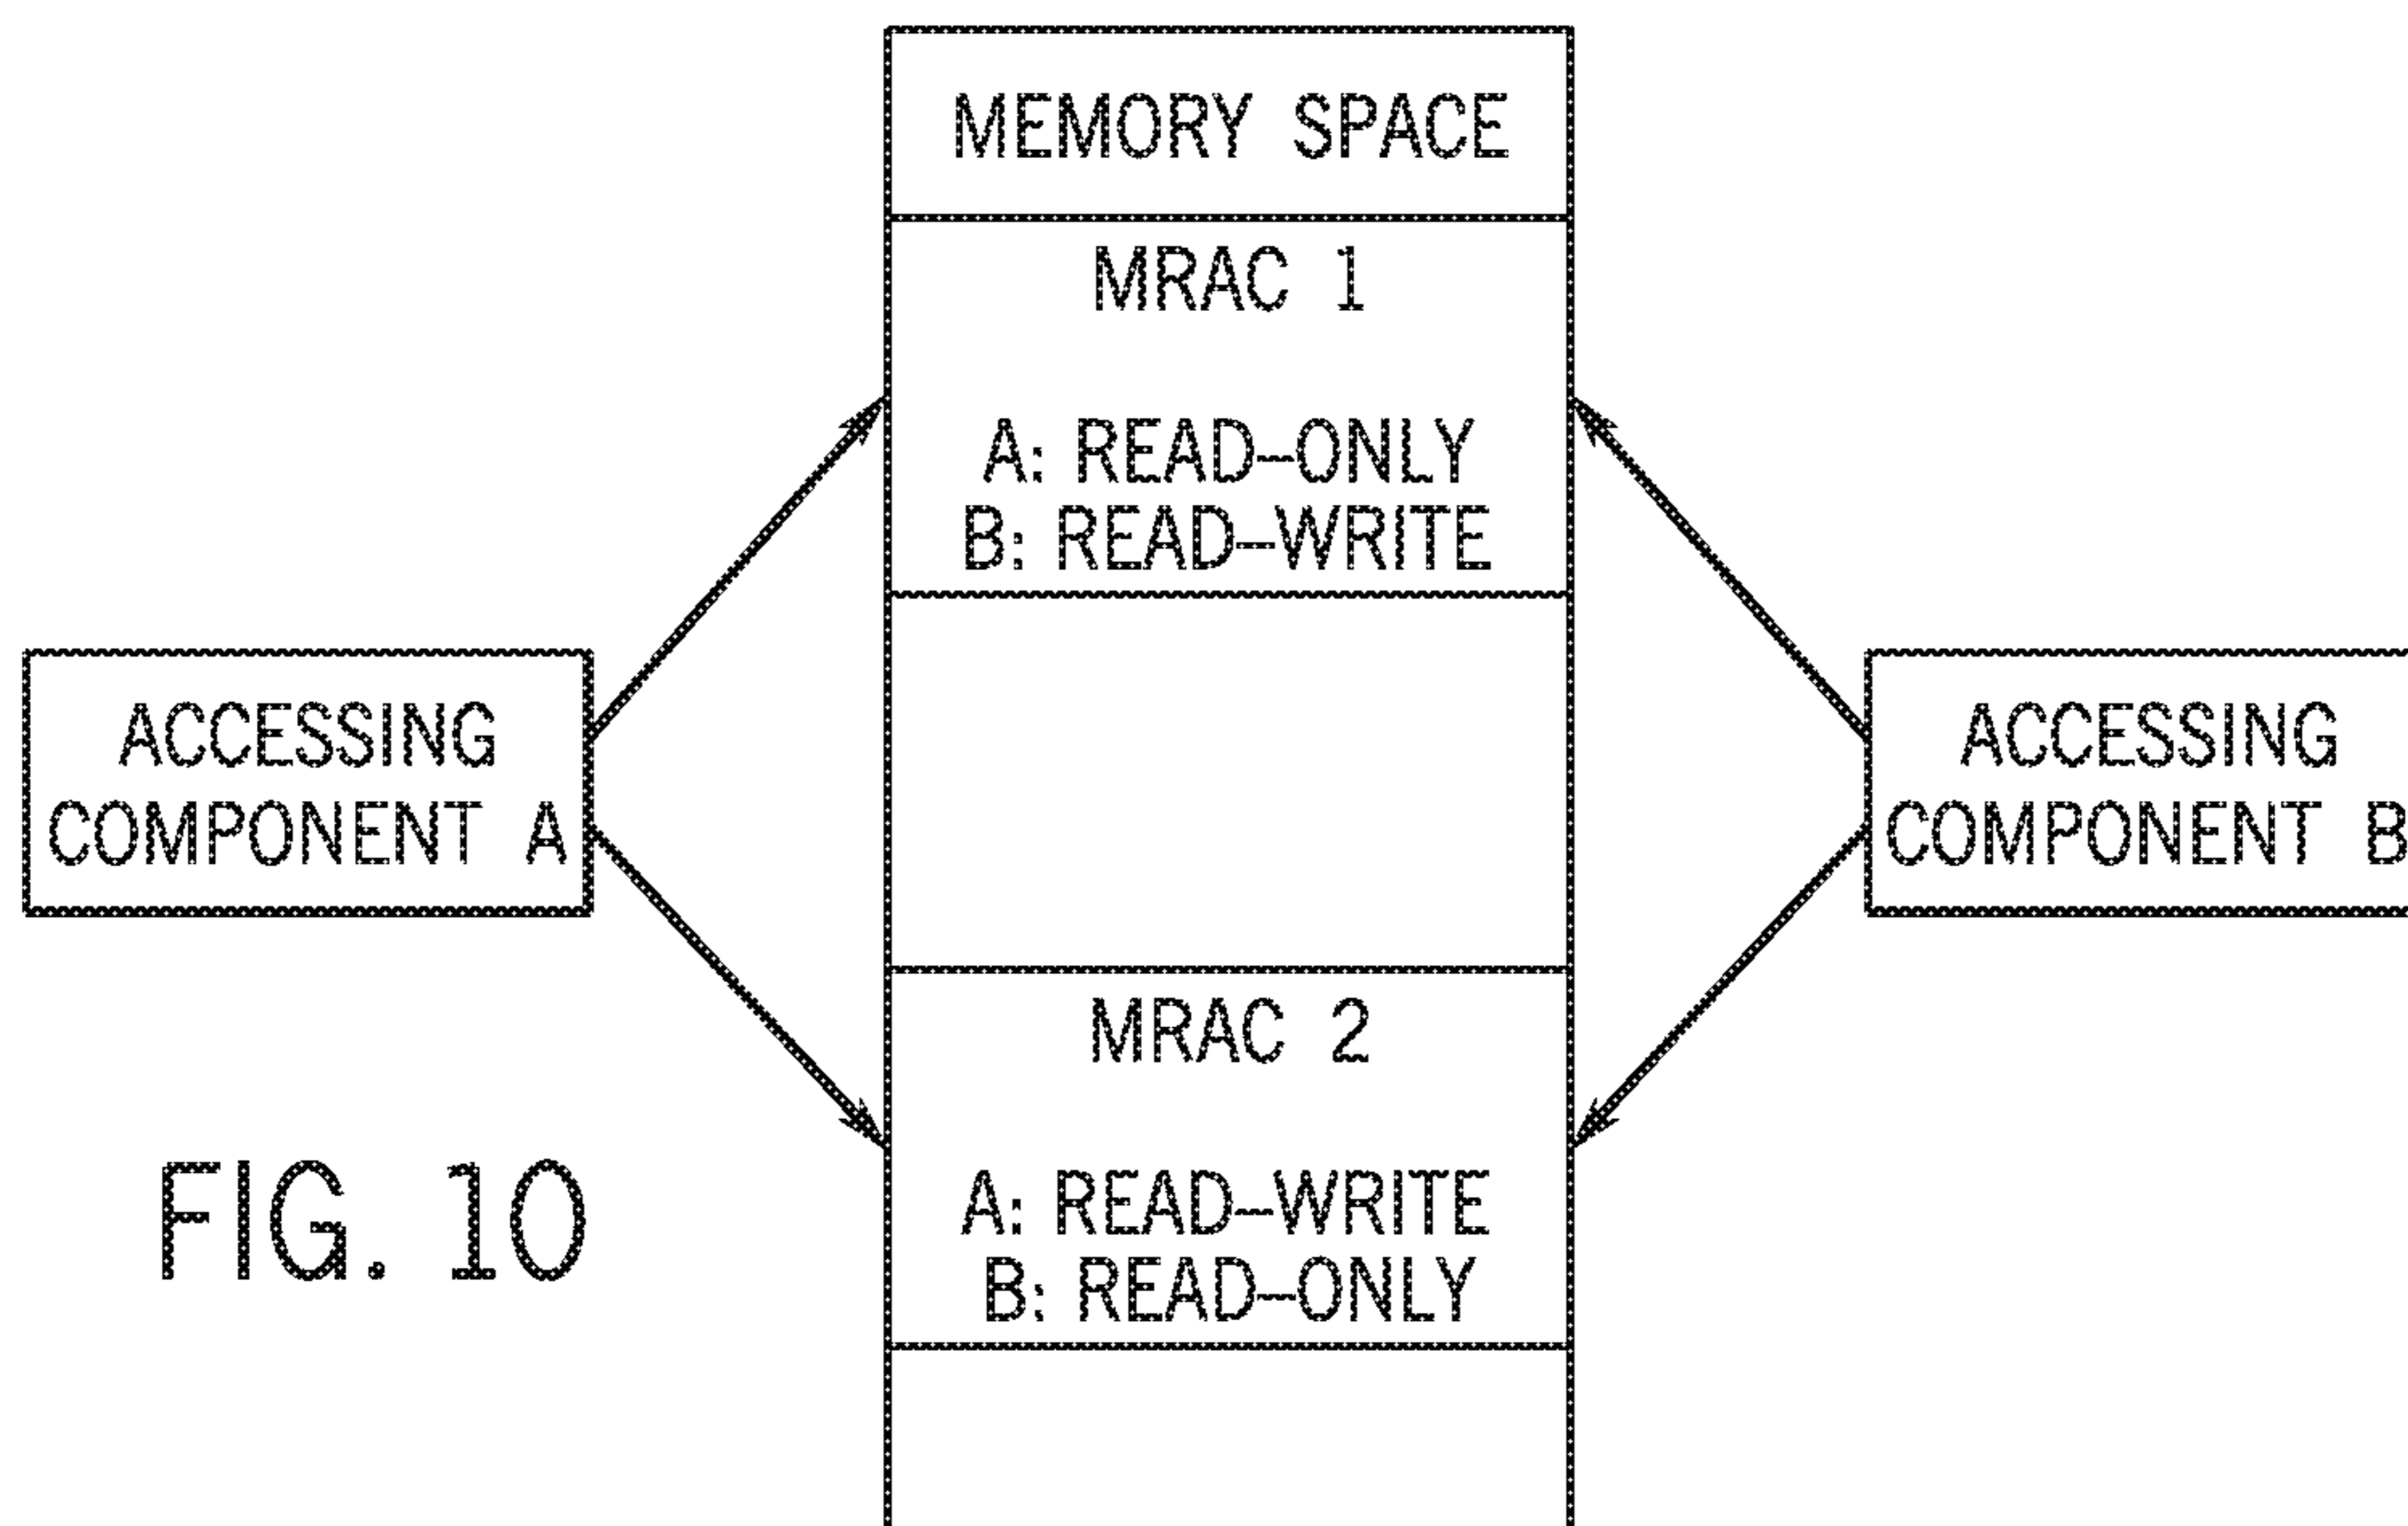 MEMORY SPACE
MRAC 1
A: READ–ONLY
B: READ–WRITE
ACCESSING
COMPONENT A
ACCESSING
COMPONENT B
MRAC 2
A: READ–WRITE
B: READ–ONLY
FIG. 10